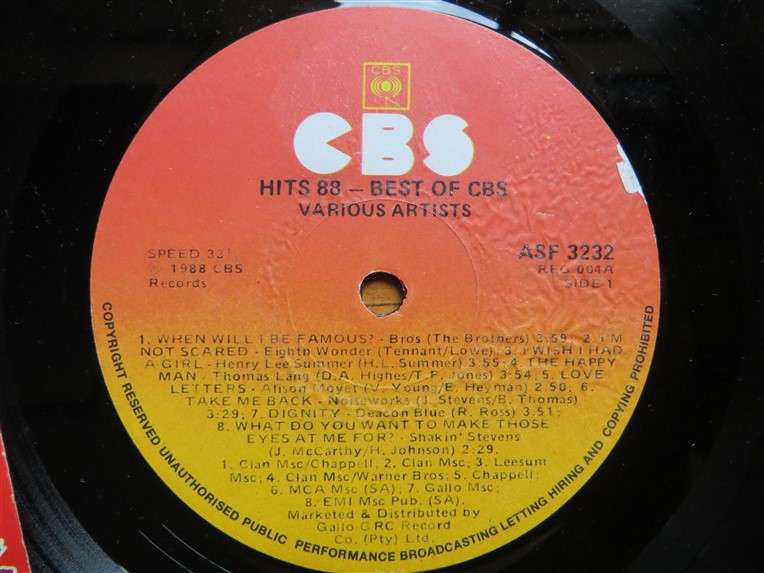 CBS
CBS
HITS 88 - BEST OF CBS
VARIOUS ARTISTS
SPEED 33⅓
℗ 1988 CBS
Records
ASF 3232
REG 004A
SIDE 1
1. WHEN WILL I BE FAMOUS? - Bros (The Brothers) 3:59; 2. I'M
NOT SCARED - Eighth Wonder (Tennant/Lowe) 3. I WISH I HAD
A GIRL - Henry Lee Summer (H.L. Summer) 3:55; 4. THE HAPPY
MAN - Thomas Lang (D.A. Highes/T.F. Jones) 3:54; 5. LOVE
LETTERS - Alison Moyet (V. Young/E. Heyman) 2:50; 6.
TAKE ME BACK - Noiseworks (J. Stevens/B. Thomas)
3:29; 7. DIGNITY - Deacon Blue (R. Ross) 3:51;
8. WHAT DO YOU WANT TO MAKE THOSE
EYES AT ME FOR? - Shakin' Stevens
(J. McCarthy/H. Johnson) 2:29.
1. Clan Msc/Chappell; 2. Clan Msc; 3. Leesum
Msc; 4. Clan Msc/Warner Bros; 5. Chappell;
6. MCA Msc (SA); 7. Gallo Msc;
8. EMI Msc Pub. (SA).
Marketed & Distributed by
Gallo GRC Record
Co. (Pty) Ltd.
COPYRIGHT RESERVED UNAUTHORISED PUBLIC PERFORMANCE BROADCASTING LETTING HIRING AND COPYING PROHIBITED